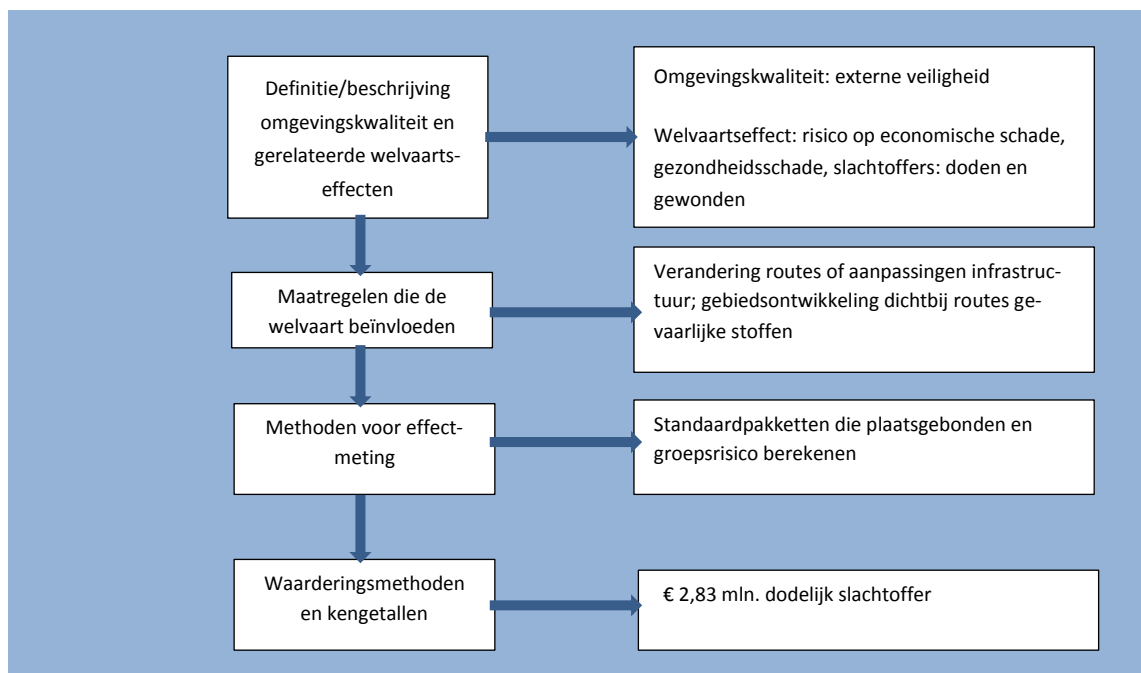 Definitie/beschrijving
omgevingskwaliteit en
gerelateerde welvaarts-
effecten
Omgevingskwaliteit: externe veiligheid
Welvaartseffect: risico op economische schade,
gezondheidsschade, slachtoffers: doden en
gewonden
Maatregelen die de
welvaart beïnvloeden
Verandering routes of aanpassingen infrastruc-
tuur; gebiedsontwikkeling dichtbij routes ge-
vaarlijke stoffen
Methoden voor effect-
meting
Standaardpakketten die plaatsgebonden en
groepsrisico berekenen
Waarderingsmethoden
en kengetallen
€ 2,83 mln. dodelijk slachtoffer